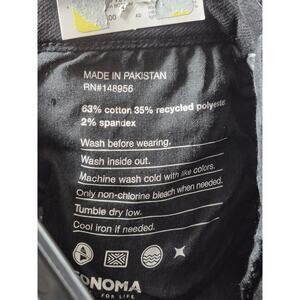 MADE IN PAKISTAN
RN#148956
63% cotton 35% recycled polyeste
2% spandex
Wash before wearing.
Wash inside out.
Machine wash cold with like colors.
Only non-chlorine bleach when needed.
Tumble dry low.
Cool iron if needed.
SONOMA
FOR LIFE